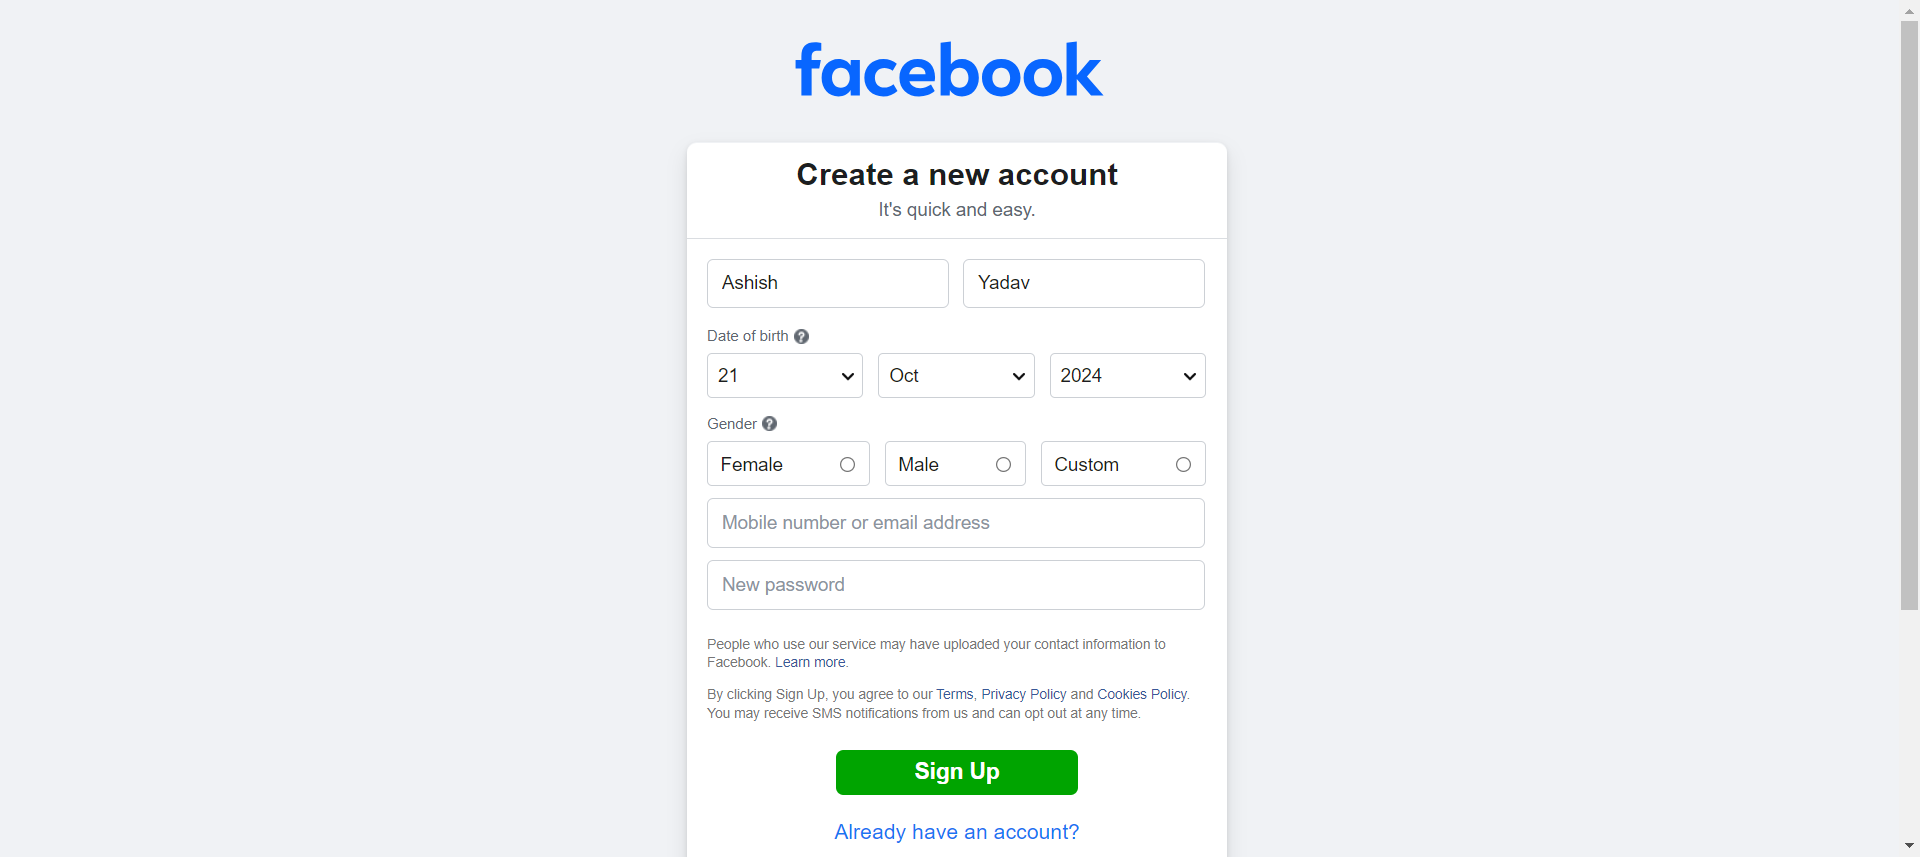 facebook
Create a new account
It's quick and easy.
Ashish Yadav
Date of birth ?
21 Oct 2024
Gender ?
Female Male Custom
Mobile number or email address
New password
People who use our service may have uploaded your contact information to
Facebook. Learn more.
By clicking Sign Up, you agree to our Terms, Privacy Policy and Cookies Policy.
You may receive SMS notifications from us and can opt out at any time.
Sign Up
Already have an account?